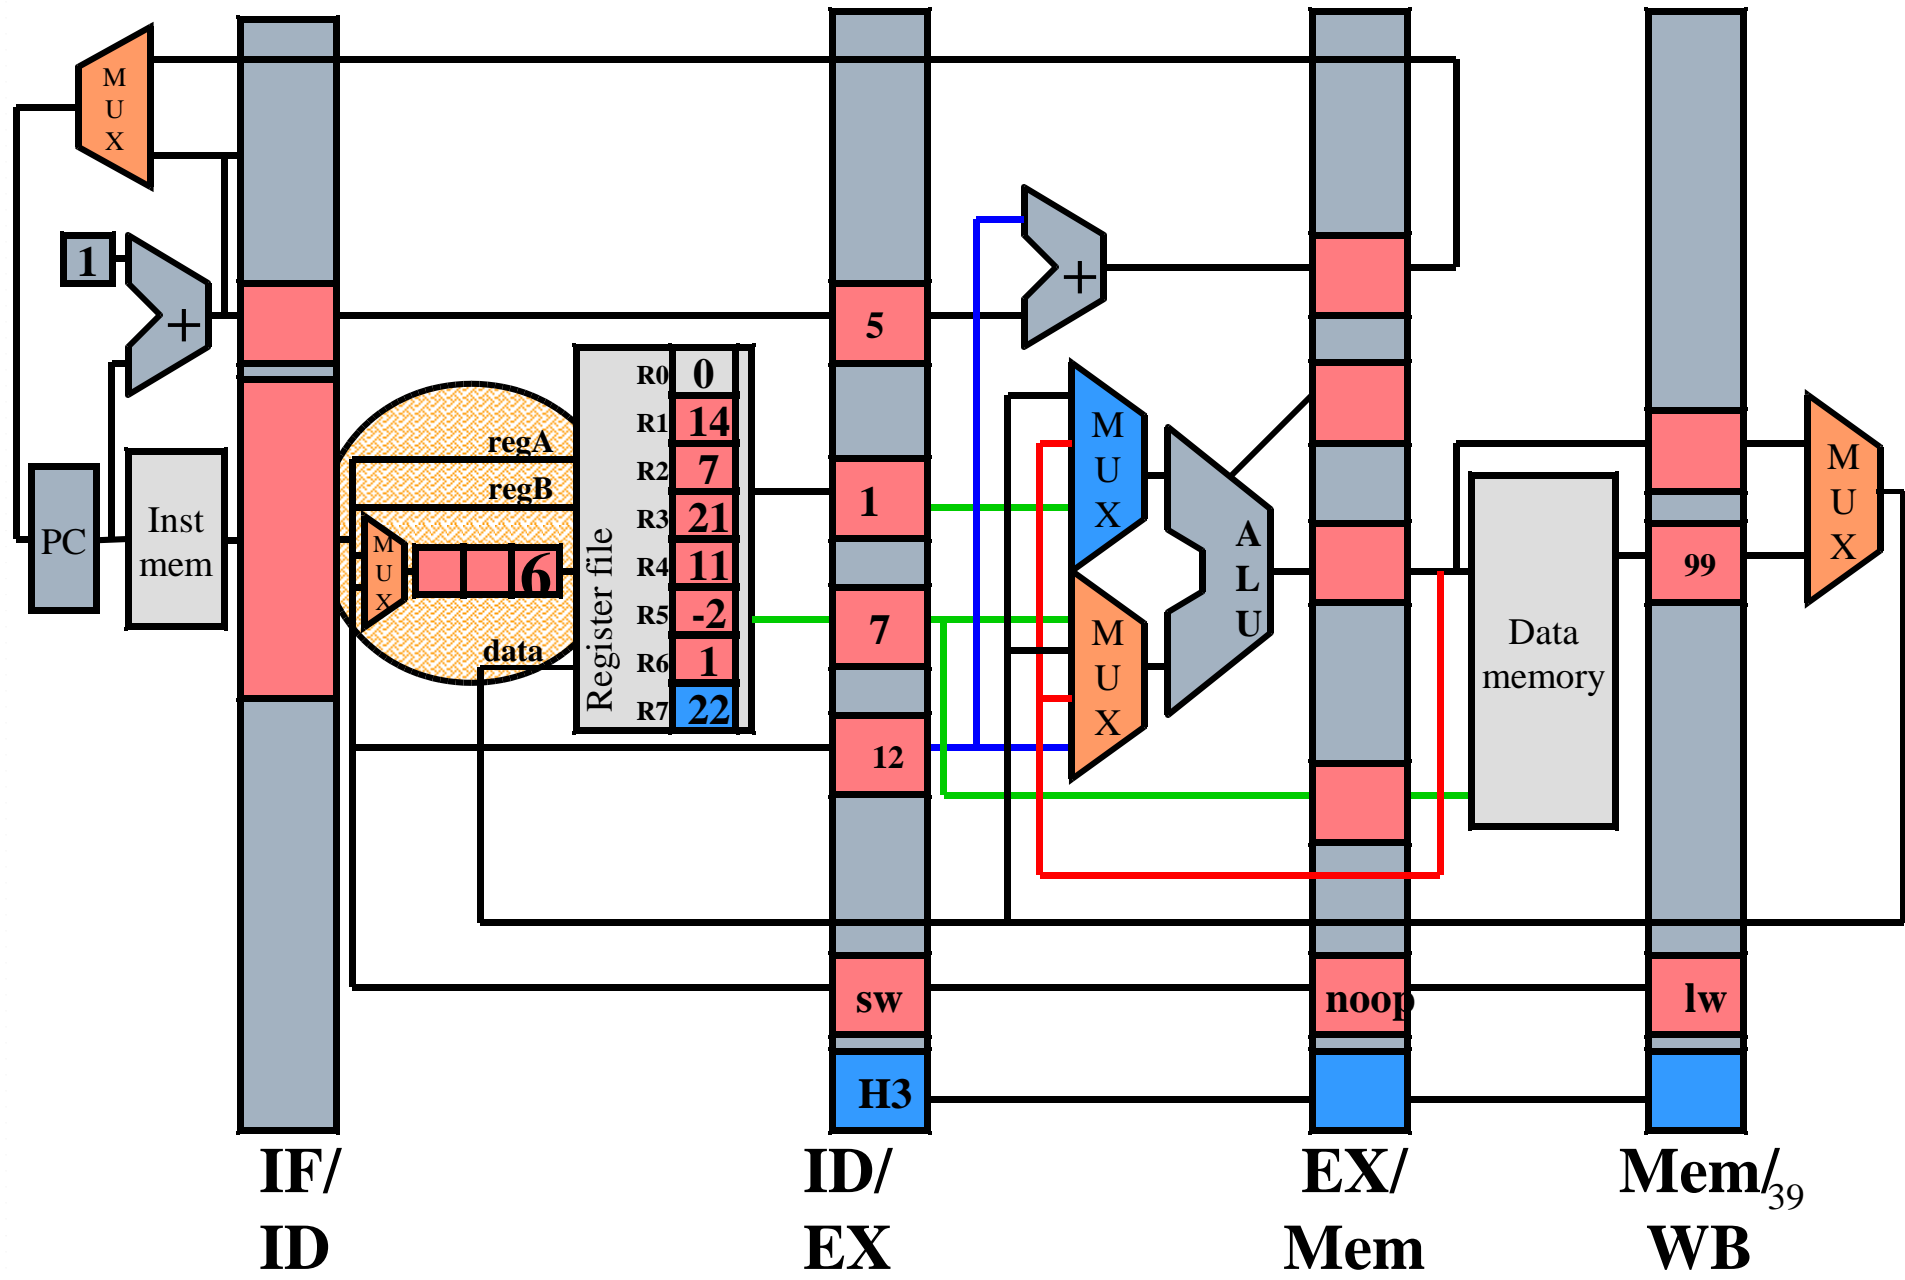 M
U
X
1
+
PC
Inst
mem
regA
regB
M
U
X
6
data
Register file
R0 0
R1 14
R2 7
R3 21
R4 11
R5 -2
R6 1
R7 22
5
1
7
12
sw
H3
+
M
U
X
M
U
X
A
L
U
noop
Data
memory
99
lw
M
U
X
IF/
ID
ID/
EX
EX/
Mem
Mem/
WB
39